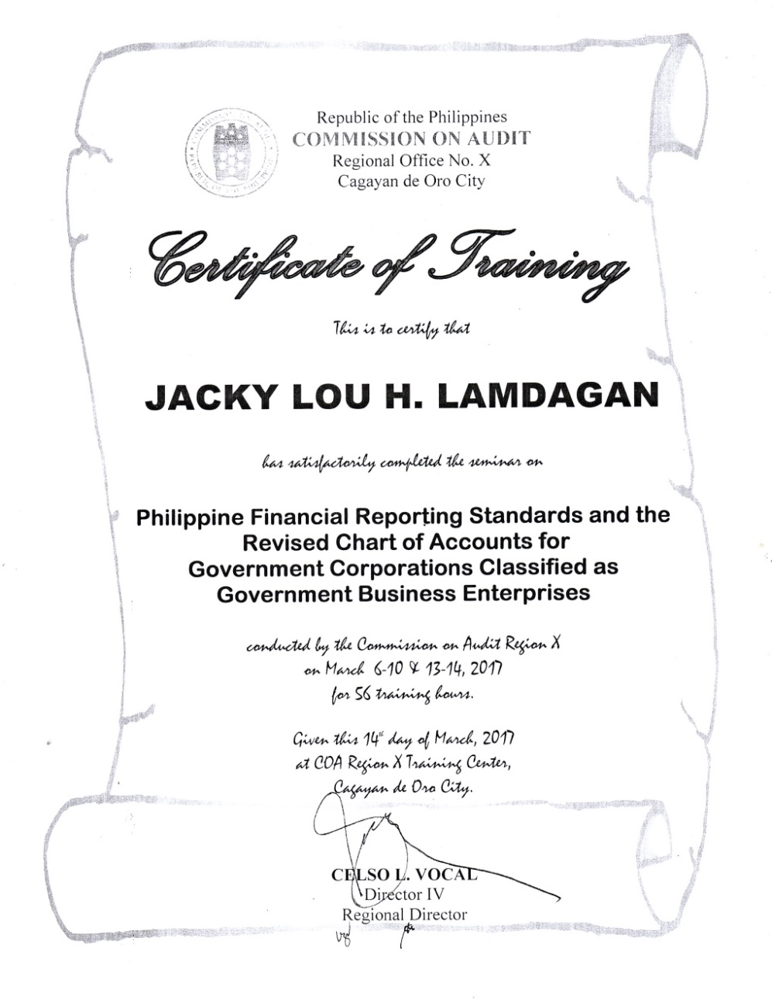 Republic of the Philippines
COMMISSION ON AUDIT
Regional Office No. X
Cagayan de Oro City
Certificate of Training
This is to certify that
JACKY LOU H. LAMDAGAN
has satisfactorily completed the seminar on
Philippine Financial Reporting Standards and the
Revised Chart of Accounts for
Government Corporations Classified as
Government Business Enterprises
conducted by the Commission on Audit Region X
on March 6-10 & 13-14, 2017
for 56 training hours.
Given this 14th day of March, 2017
at COA Region X Training Center,
Cagayan de Oro City.
CELSO L. VOCAL
Director IV
Regional Director